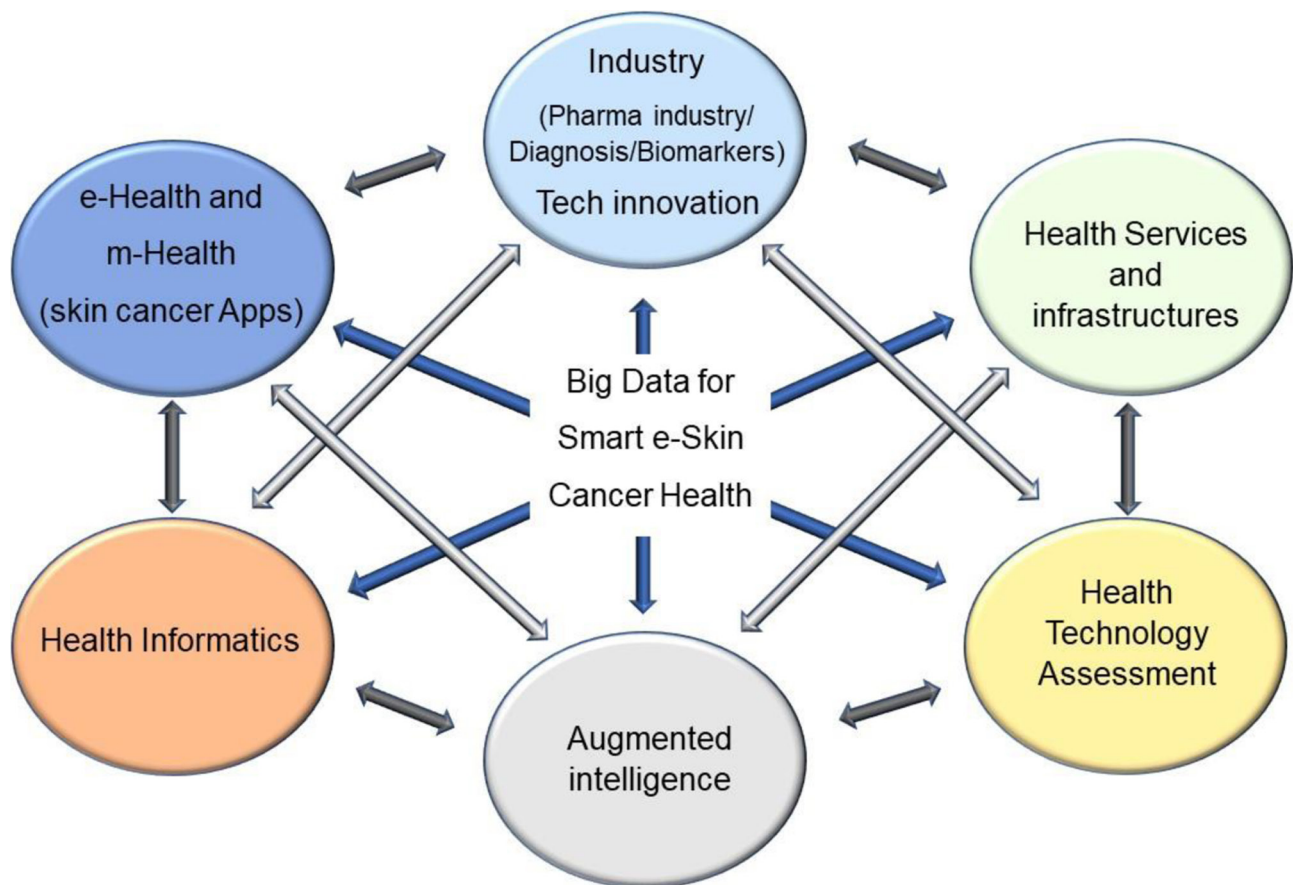 Industry
(Pharma industry/
Diagnosis/Biomarkers)
Tech innovation
e-Health and
m-Health
(skin cancer Apps)
Health Services
and
infrastructures
Big Data for
Smart e-Skin
Cancer Health
Health Informatics
Health
Technology
Assessment
Augmented
intelligence